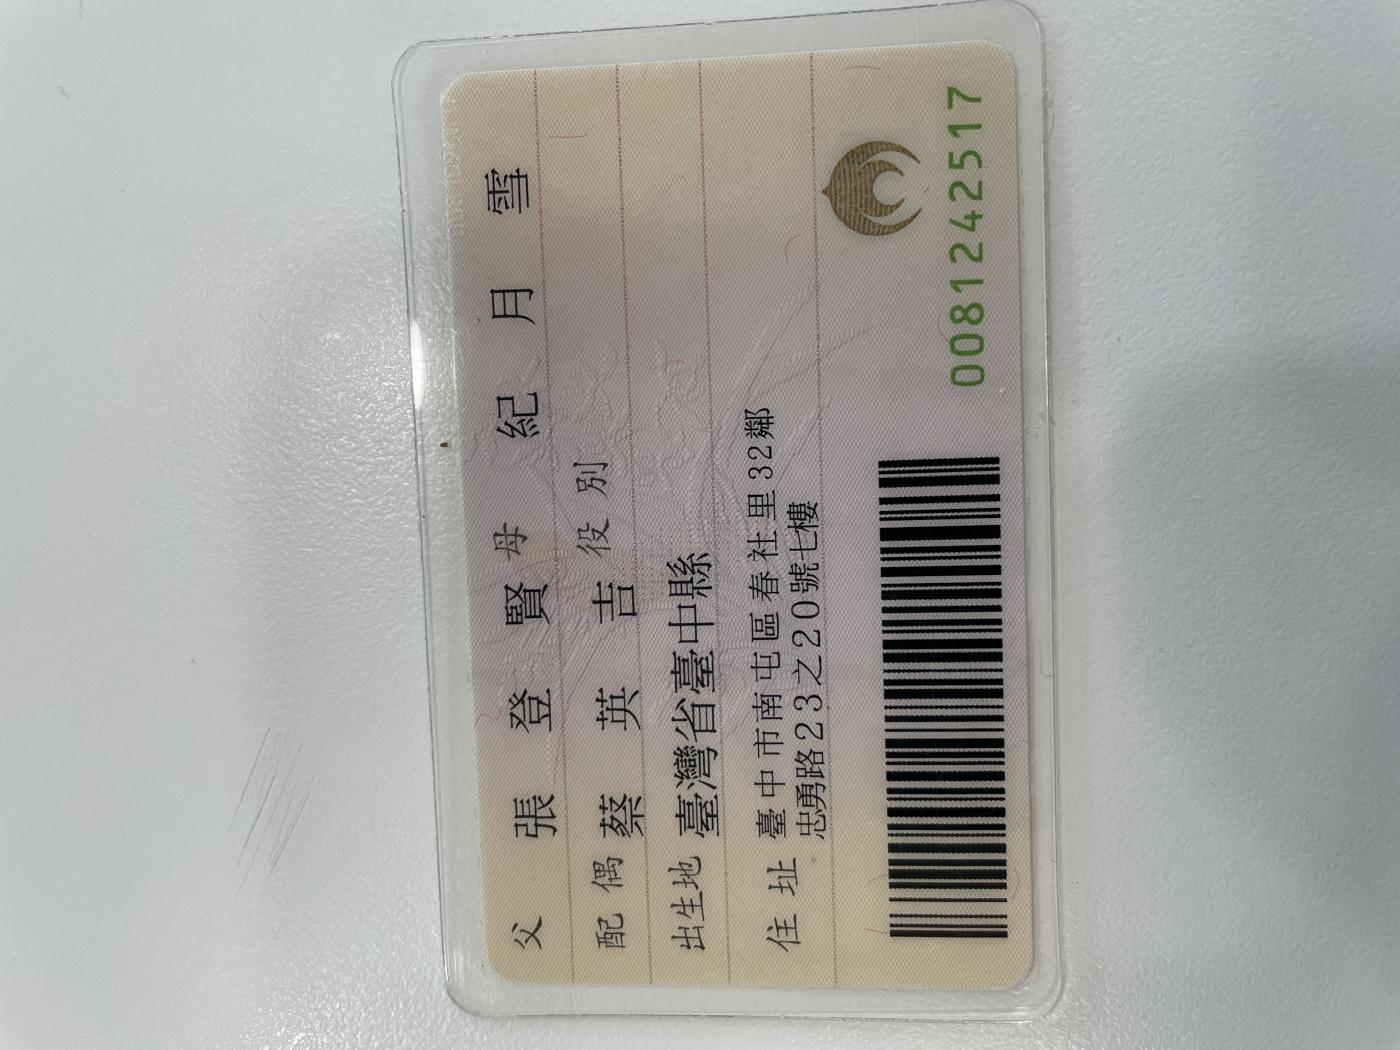 父 張登賢 母 紀月雪
配偶 蔡英吉 役別
出生地 臺灣省臺中縣
住址 臺中市南屯區春社里32鄰
忠勇路23之20號七樓
0081242517